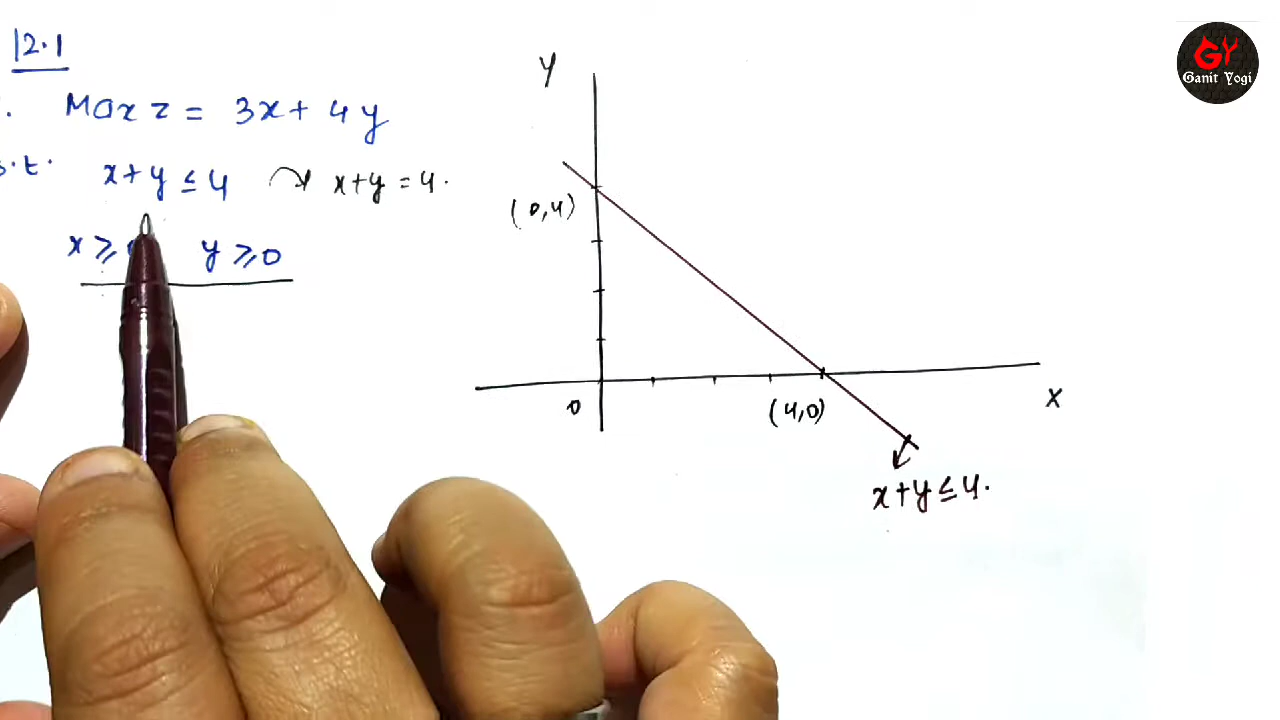 12.1
. Max z = 3x + 4y
s.t. x+y ≤ 4 x+y = 4.
x ≥ y ≥ 0
Y
(0,4)
0
(4,0)
X
x+y ≤ 4.
GY
Ganit Yogi